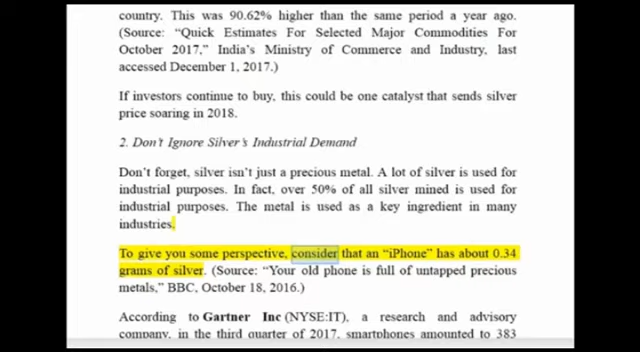 country. This was 90.62% higher than the same period a year ago.
(Source: “Quick Estimates For Selected Major Commodities For
October 2017,” India’s Ministry of Commerce and Industry, last
accessed December 1, 2017.)
If investors continue to buy, this could be one catalyst that sends silver
price soaring in 2018.
2. Don’t Ignore Silver’s Industrial Demand
Don’t forget, silver isn’t just a precious metal. A lot of silver is used for
industrial purposes. In fact, over 50% of all silver mined is used for
industrial purposes. The metal is used as a key ingredient in many
industries.
To give you some perspective, consider that an “iPhone” has about 0.34
grams of silver. (Source: “Your old phone is full of untapped precious
metals,” BBC, October 18, 2016.)
According to Gartner Inc (NYSE:IT), a research and advisory
company, in the third quarter of 2017, smartphones amounted to 383